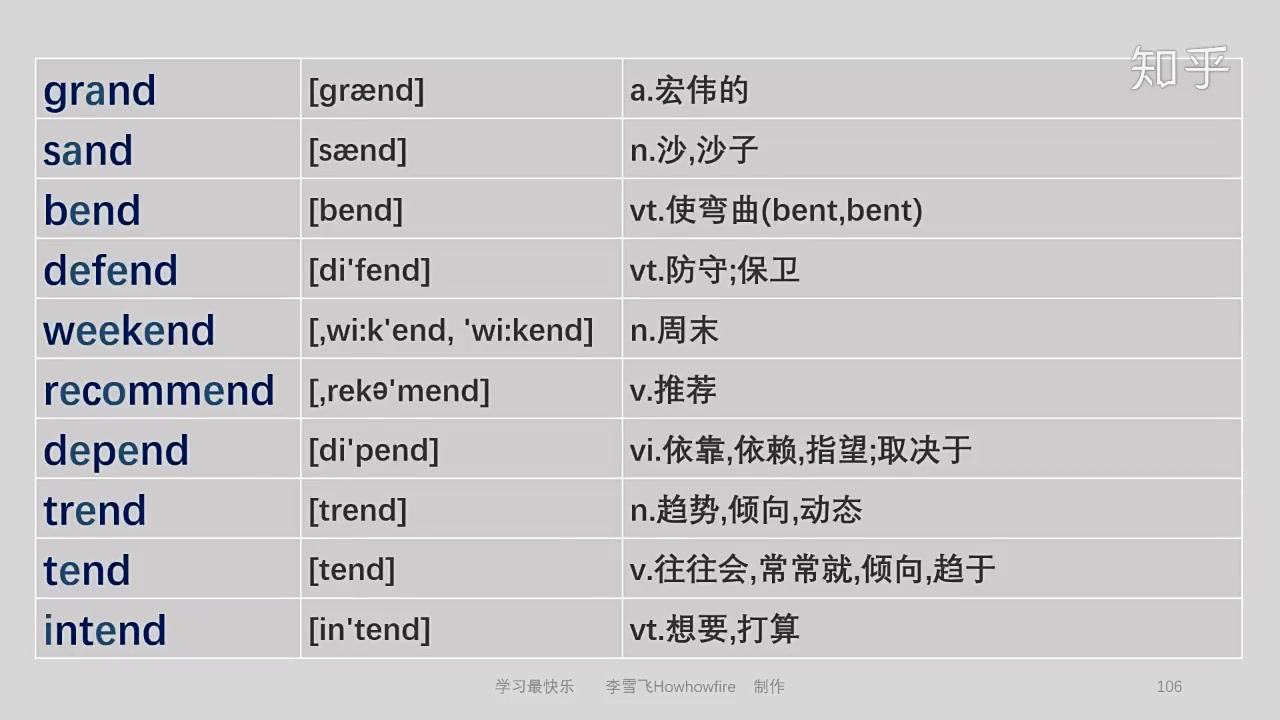 知乎
grand [grænd] a.宏伟的
sand [sænd] n.沙,沙子
bend [bend] vt.使弯曲(bent,bent)
defend [di'fend] vt.防守;保卫
weekend [,wi:k'end, 'wi:kend] n.周末
recommend [,rekə'mend] v.推荐
depend [di'pend] vi.依靠,依赖,指望;取决于
trend [trend] n.趋势,倾向,动态
tend [tend] v.往往会,常常就,倾向,趋于
intend [in'tend] vt.想要,打算
学习最快乐 李雪飞Howhowfire 制作 106